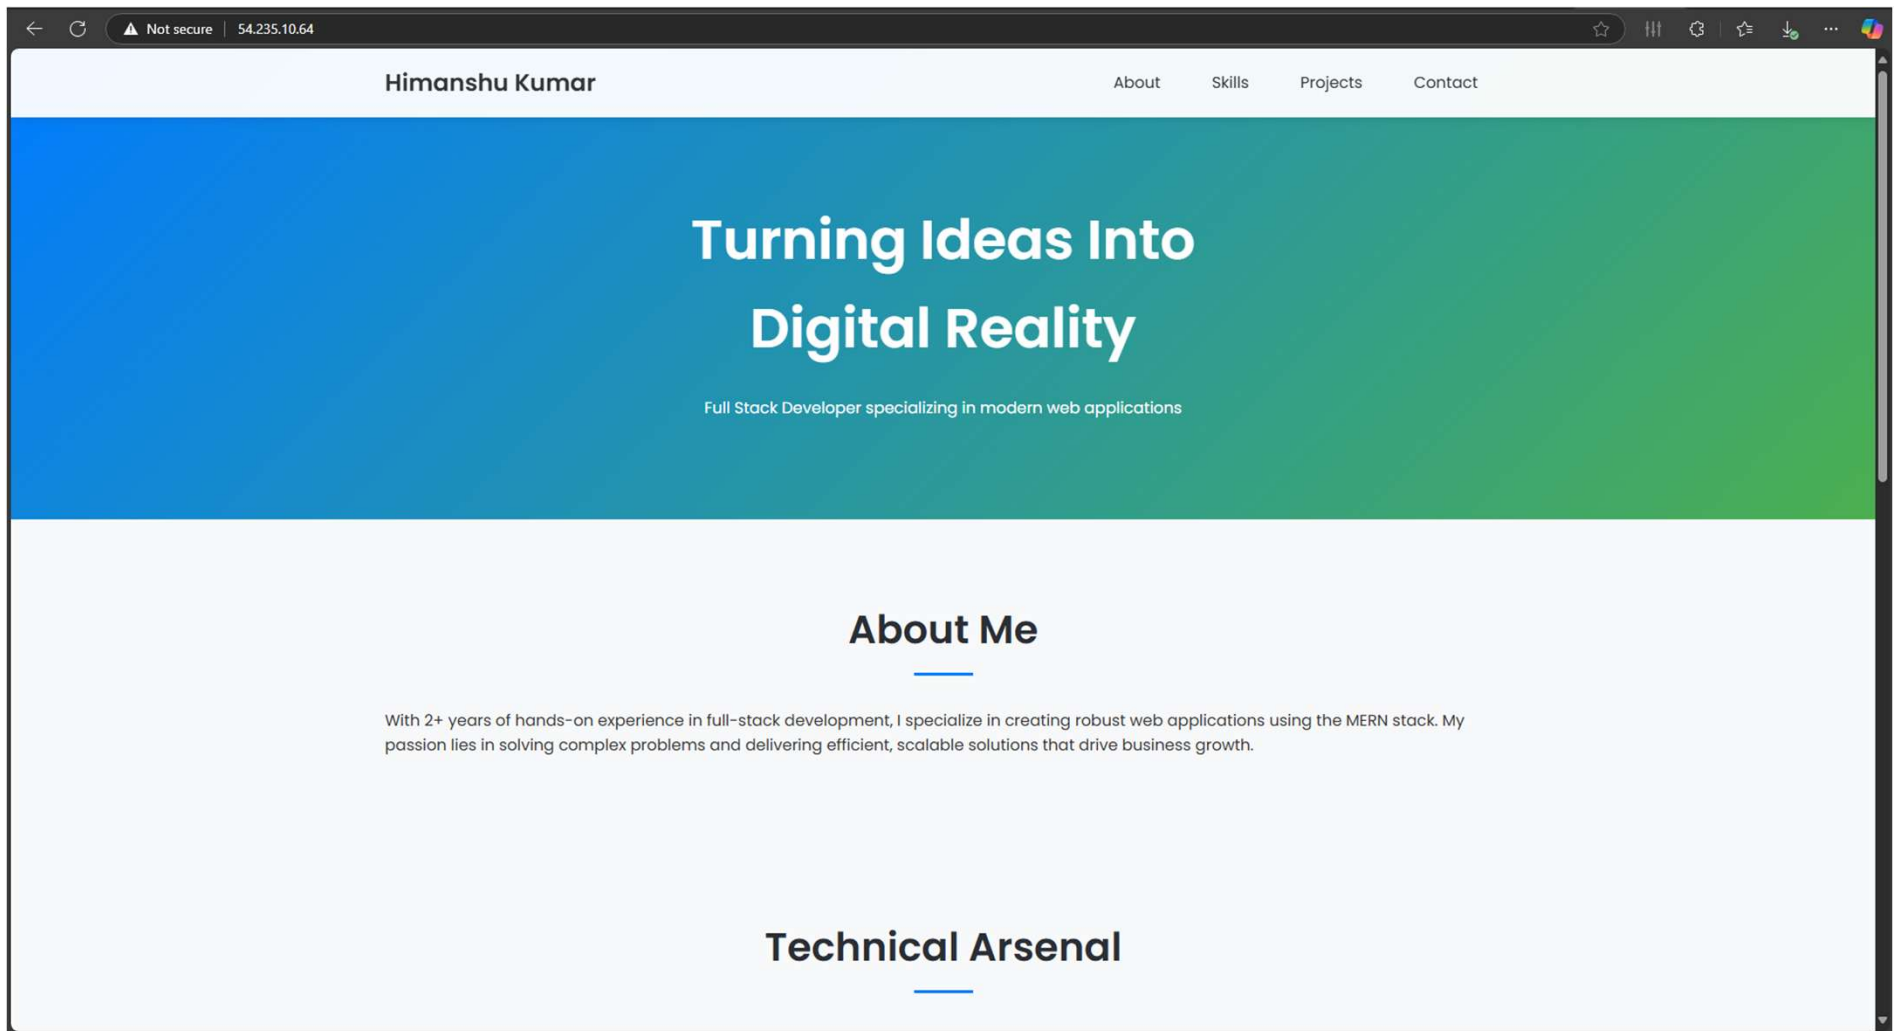 Not secure 54.235.10.64
Himanshu Kumar About Skills Projects Contact
Turning Ideas Into
Digital Reality
Full Stack Developer specializing in modern web applications
About Me
With 2+ years of hands-on experience in full-stack development, I specialize in creating robust web applications using the MERN stack. My
passion lies in solving complex problems and delivering efficient, scalable solutions that drive business growth.
Technical Arsenal